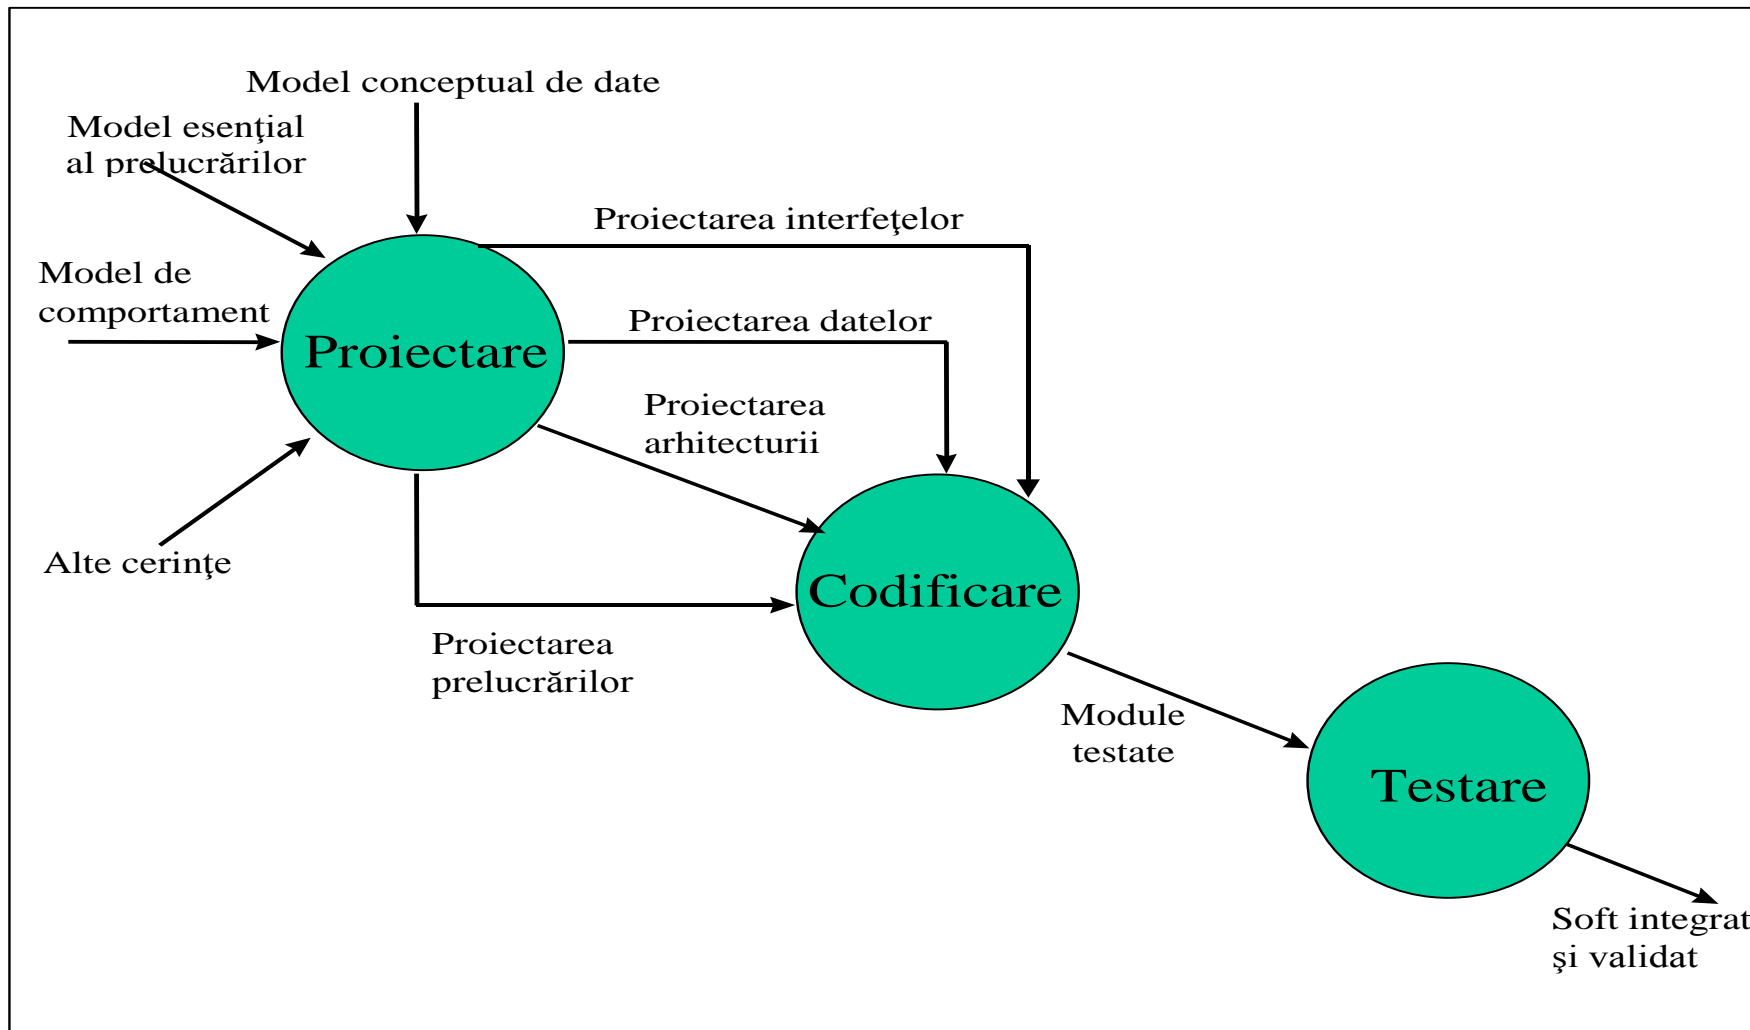 Model conceptual de date
Model esenţial
al prelucrărilor
Proiectarea interfeţelor
Model de
comportament
Proiectarea datelor
Proiectare
Proiectarea
arhitecturii
Alte cerinţe
Codificare
Proiectarea
prelucrărilor
Module
testate
Testare
Soft integrat
şi validat